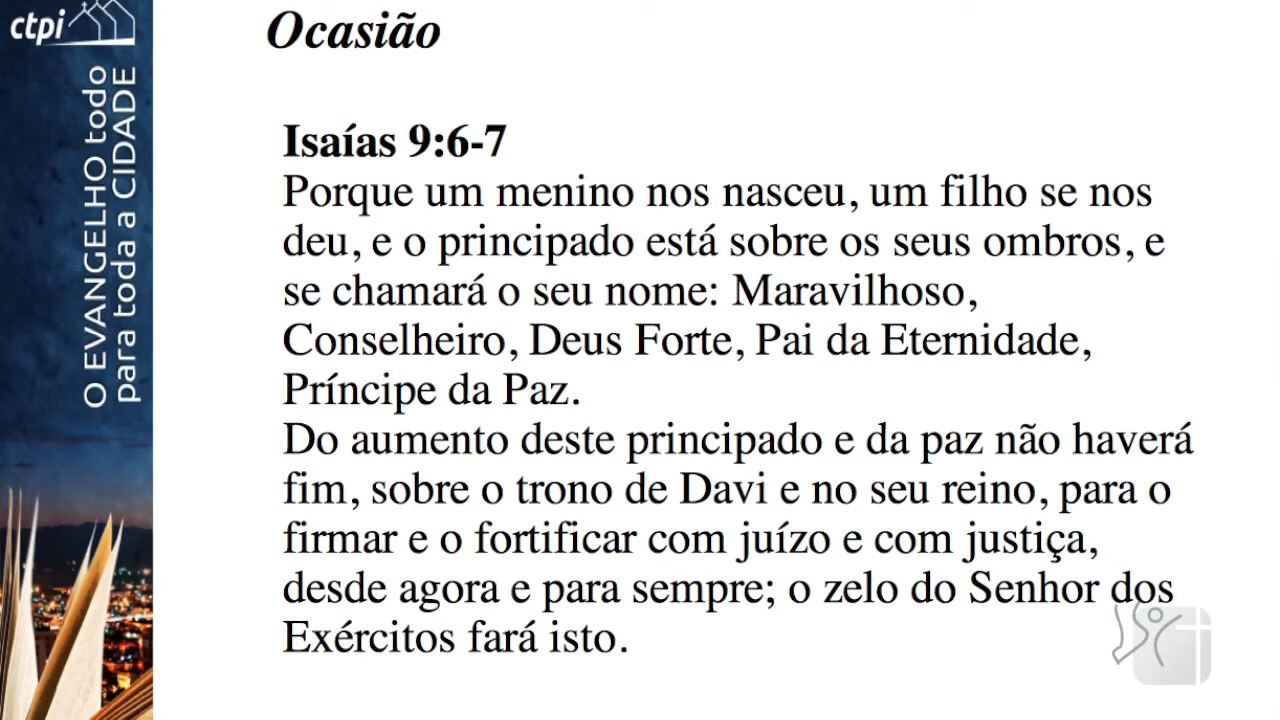 ctpi
O EVANGELHO todo
para toda a CIDADE
Ocasião
Isaías 9:6-7
Porque um menino nos nasceu, um filho se nos
deu, e o principado está sobre os seus ombros, e
se chamará o seu nome: Maravilhoso,
Conselheiro, Deus Forte, Pai da Eternidade,
Príncipe da Paz.
Do aumento deste principado e da paz não haverá
fim, sobre o trono de Davi e no seu reino, para o
firmar e o fortificar com juízo e com justiça,
desde agora e para sempre; o zelo do Senhor dos
Exércitos fará isto.